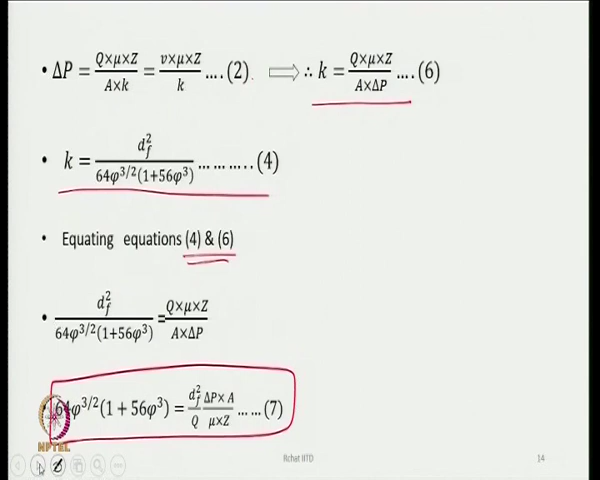 • ΔP = Q×μ×Z / A×k = v×μ×Z / k ....(2). ⟹ ∴ k = Q×μ×Z / A×ΔP ....(6)
• k = d_f^2 / 64φ^3/2(1+56φ^3) ..........(4)
• Equating equations (4) & (6)
• d_f^2 / 64φ^3/2(1+56φ^3) = Q×μ×Z / A×ΔP
• 64φ^3/2(1 + 56φ^3) = d_f^2 / Q ΔP×A / μ×Z ......(7)
NPTEL
Rchat IITD
14